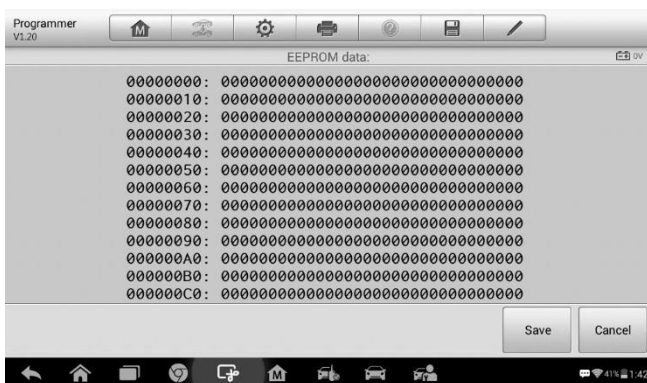 Programmer
V1.20
EEPROM data:
0V
00000000: 00000000000000000000000000000000
00000010: 00000000000000000000000000000000
00000020: 00000000000000000000000000000000
00000030: 00000000000000000000000000000000
00000040: 00000000000000000000000000000000
00000050: 00000000000000000000000000000000
00000060: 00000000000000000000000000000000
00000070: 00000000000000000000000000000000
00000080: 00000000000000000000000000000000
00000090: 00000000000000000000000000000000
000000A0: 00000000000000000000000000000000
000000B0: 00000000000000000000000000000000
000000C0: 00000000000000000000000000000000
Save Cancel
41% 1:42